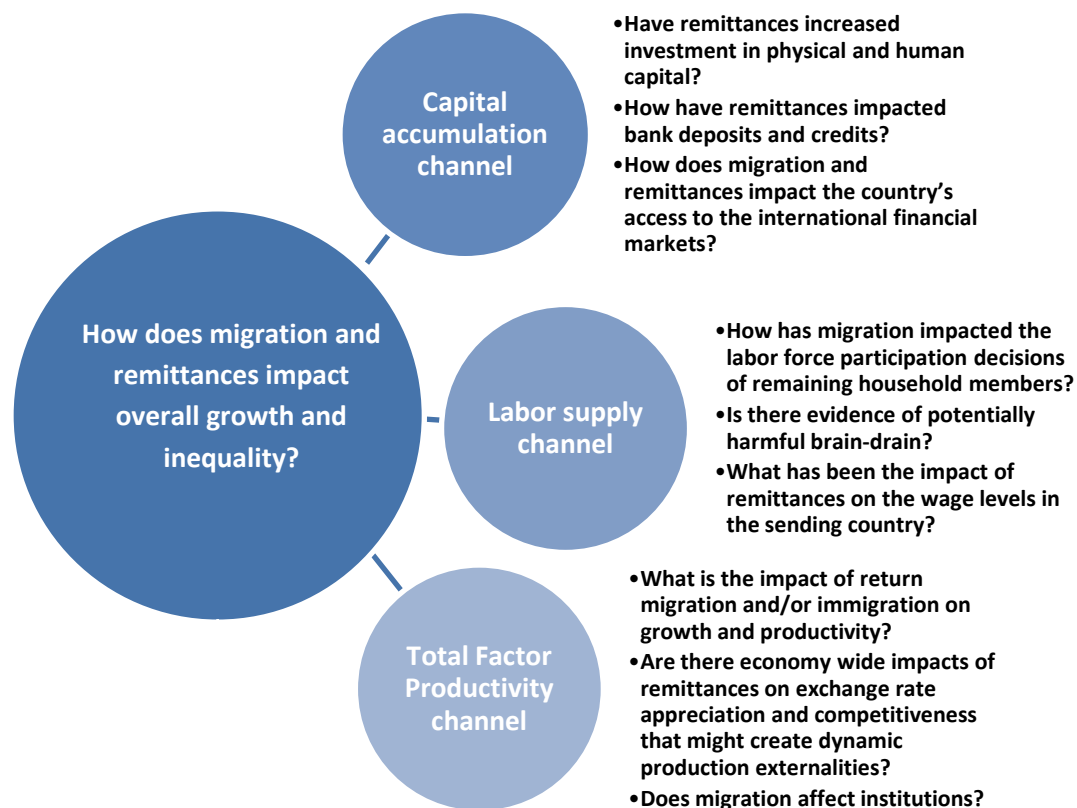 How does migration and
remittances impact
overall growth and
inequality?
Capital
accumulation
channel
•Have remittances increased
investment in physical and human
capital?
•How have remittances impacted
bank deposits and credits?
•How does migration and
remittances impact the country’s
access to the international financial
markets?
Labor supply
channel
•How has migration impacted the
labor force participation decisions
of remaining household members?
•Is there evidence of potentially
harmful brain-drain?
•What has been the impact of
remittances on the wage levels in
the sending country?
Total Factor
Productivity
channel
•What is the impact of return
migration and/or immigration on
growth and productivity?
•Are there economy wide impacts of
remittances on exchange rate
appreciation and competitiveness
that might create dynamic
production externalities?
•Does migration affect institutions?